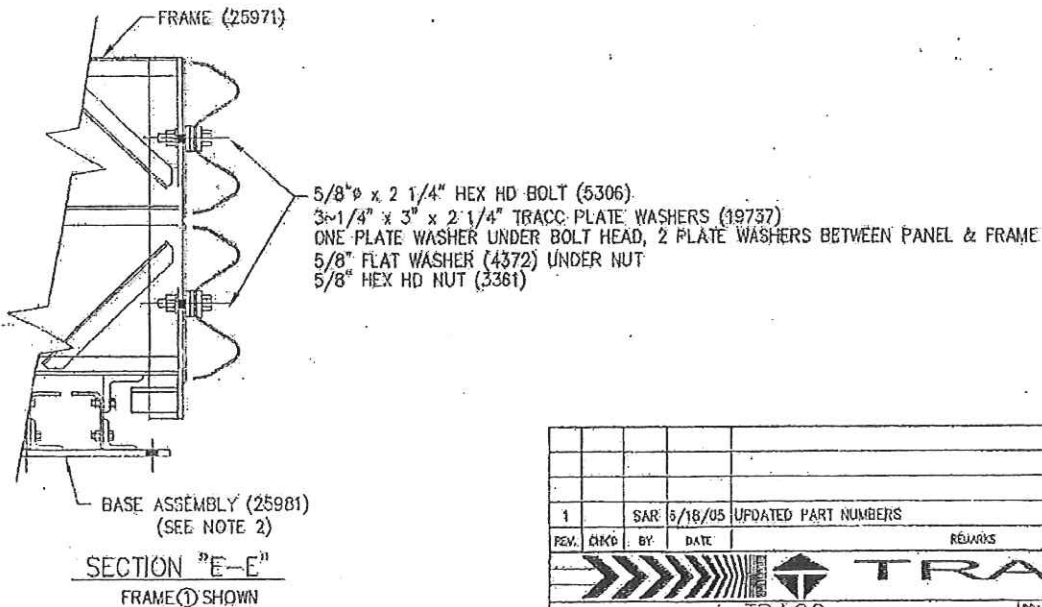 FRAME (25971)
5/8"ø x 2 1/4" HEX HD BOLT (5306)
3~1/4" x 3" x 2 1/4" TRACC PLATE WASHERS (19737)
ONE PLATE WASHER UNDER BOLT HEAD, 2 PLATE WASHERS BETWEEN PANEL & FRAME
5/8" FLAT WASHER (4372) UNDER NUT
5/8" HEX HD NUT (3361)
BASE ASSEMBLY (25981)
(SEE NOTE 2)
SECTION "E-E"
FRAME ① SHOWN
1 SAR 5/18/05 UPDATED PART NUMBERS
REV. CHKD BY DATE REMARKS
TRA
TRACC